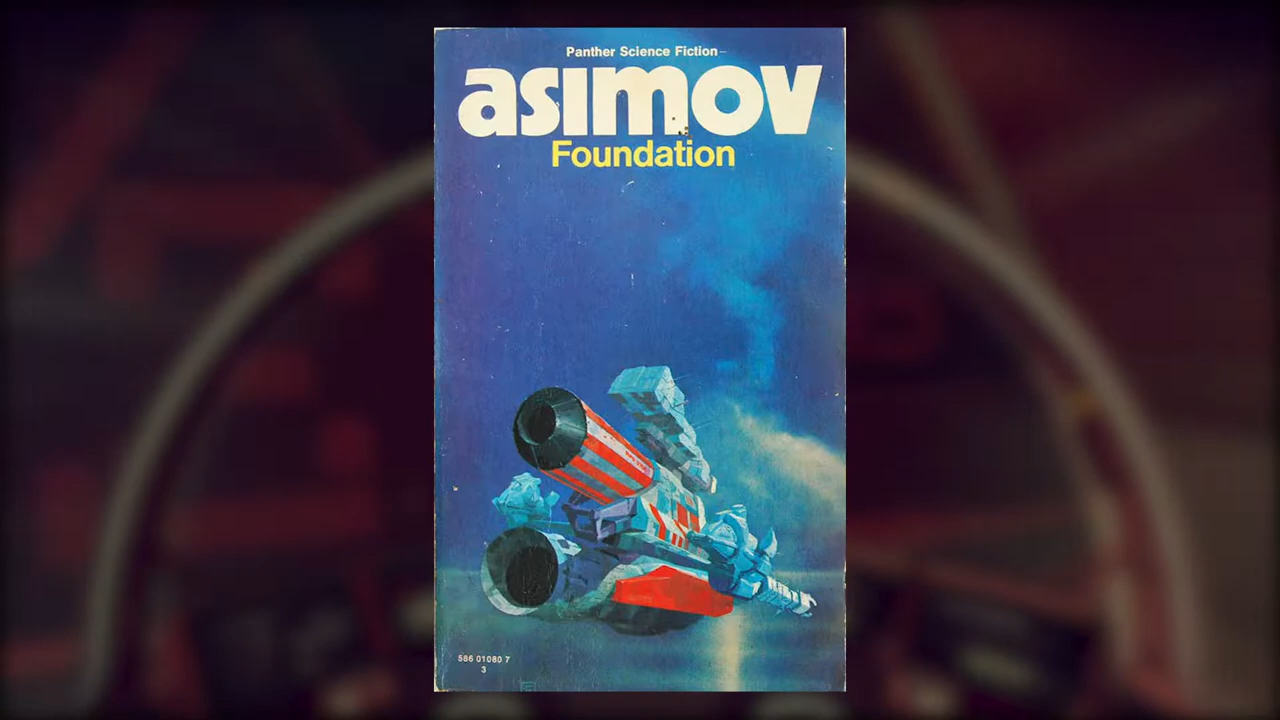 Panther Science Fiction
asimov
Foundation
586 01080 7
3